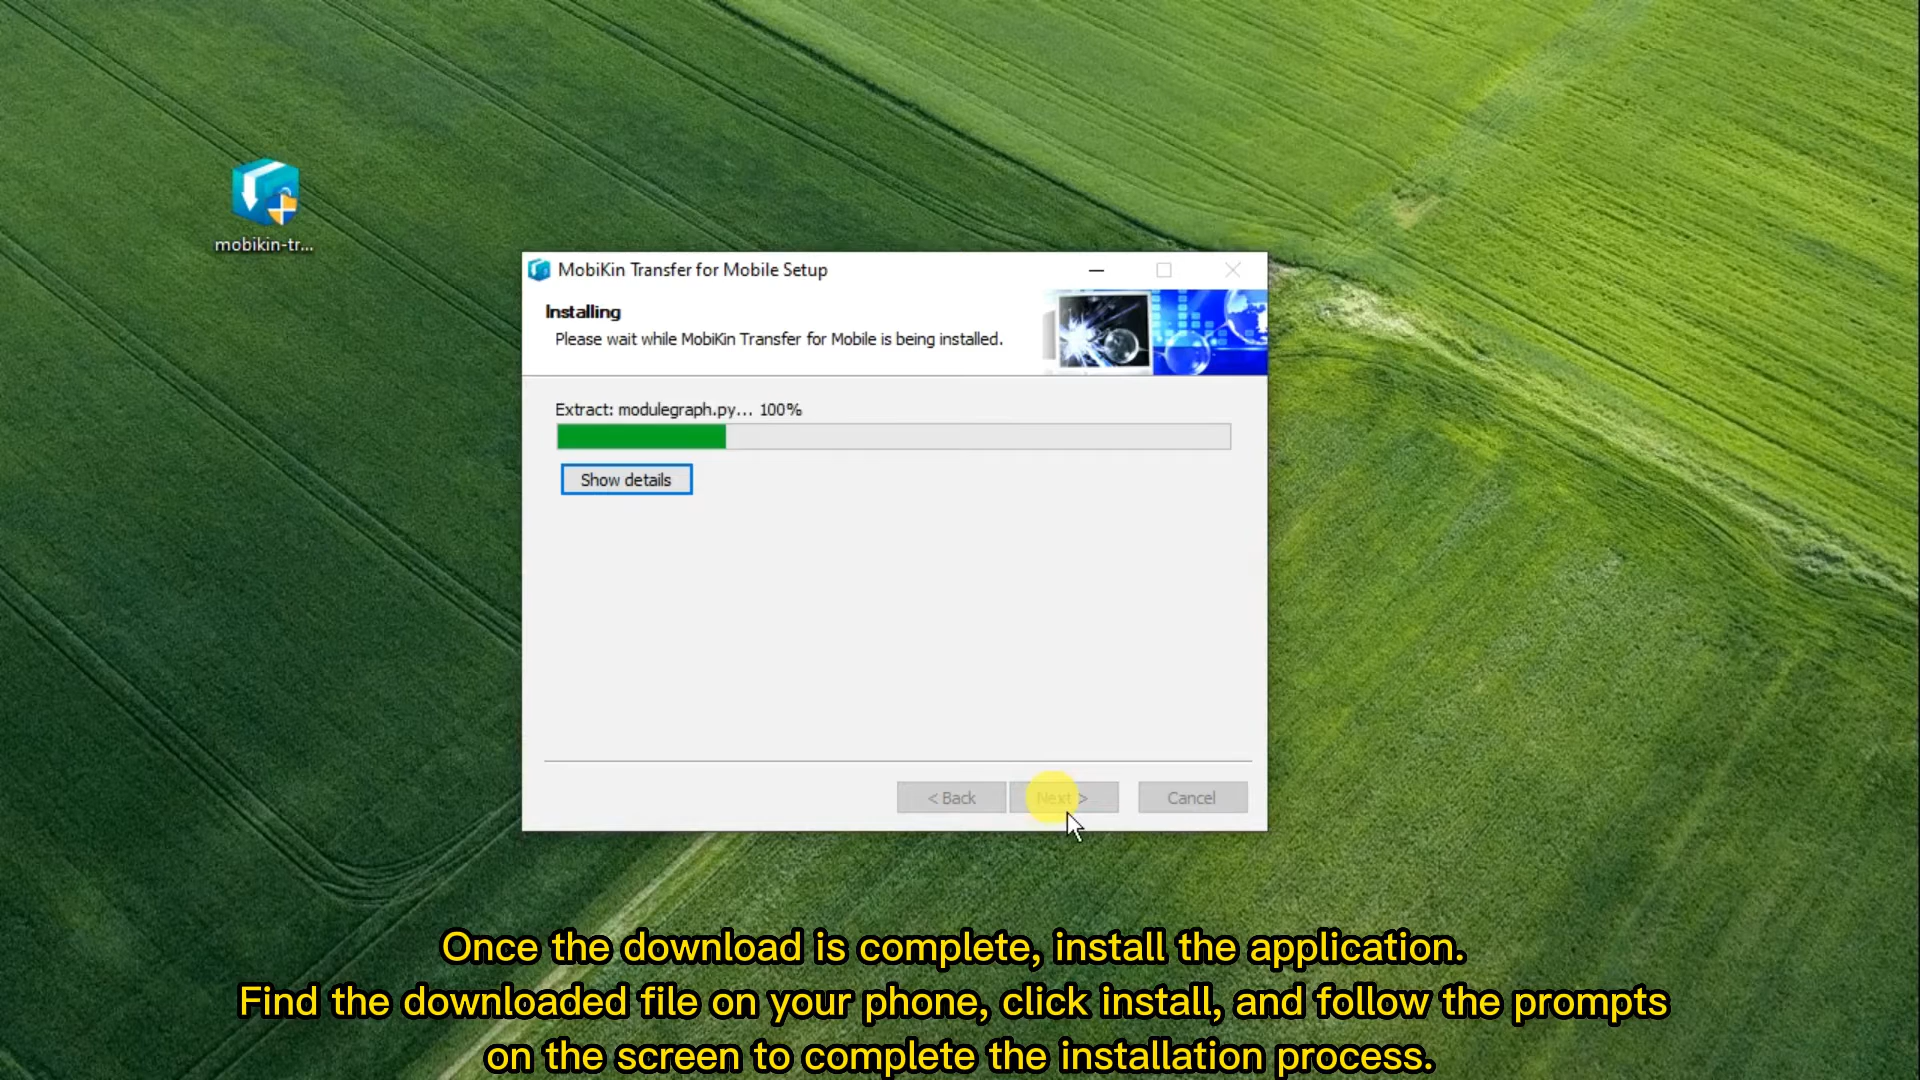 mobikin-tr...
MobiKin Transfer for Mobile Setup
Installing
Please wait while MobiKin Transfer for Mobile is being installed.
Extract: modulegraph.py... 100%
Show details
< Back
Next >
Cancel
Once the download is complete, install the application.
Find the downloaded file on your phone, click install, and follow the prompts
on the screen to complete the installation process.